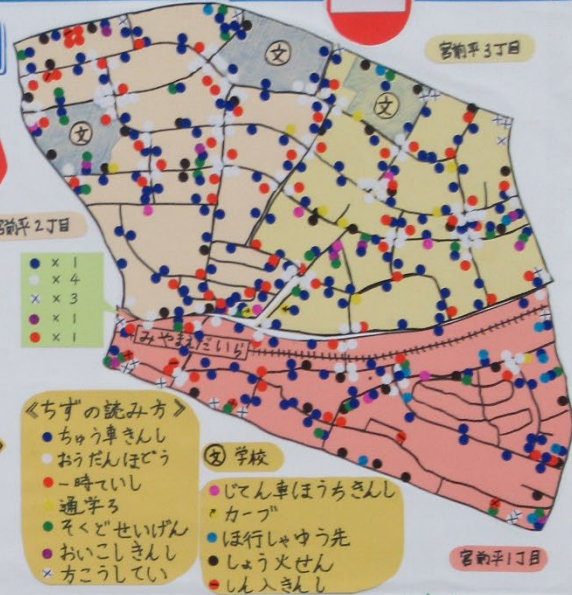 宮前平3丁目
文
文
文
宮前平2丁目
× 1
× 4
× 3
× 1
× 1
みやまえだいら
《ちずの読み方》
ちゅう車きんし
おうだんほどう
一時ていし
通学ろ
そくどせいげん
おいこしきんし
方こうしてい
文 学校
じてん車ほうちきんし
カーブ
ほ行しゃゆう先
しょう火せん
しん入きんし
宮前平1丁目